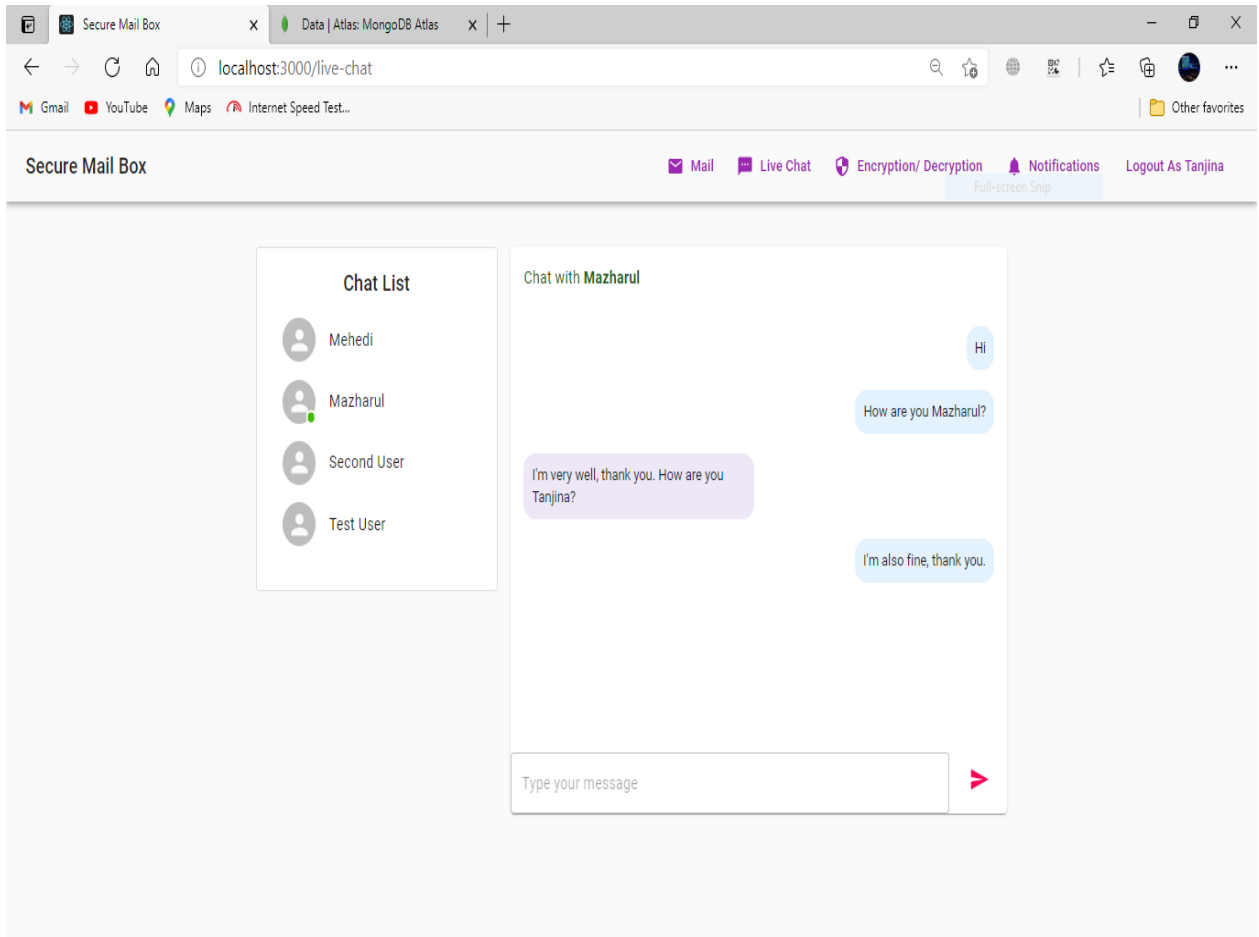 Secure Mail Box
Data | Atlas: MongoDB Atlas
localhost:3000/live-chat
Gmail YouTube Maps Internet Speed Test... Other favorites
Secure Mail Box Mail Live Chat Encryption/ Decryption Notifications Logout As Tanjina
Full-screen Snip
Chat List
Mehedi
Mazharul
Second User
Test User
Chat with Mazharul
Hi
How are you Mazharul?
I'm very well, thank you. How are you
Tanjina?
I'm also fine, thank you.
Type your message